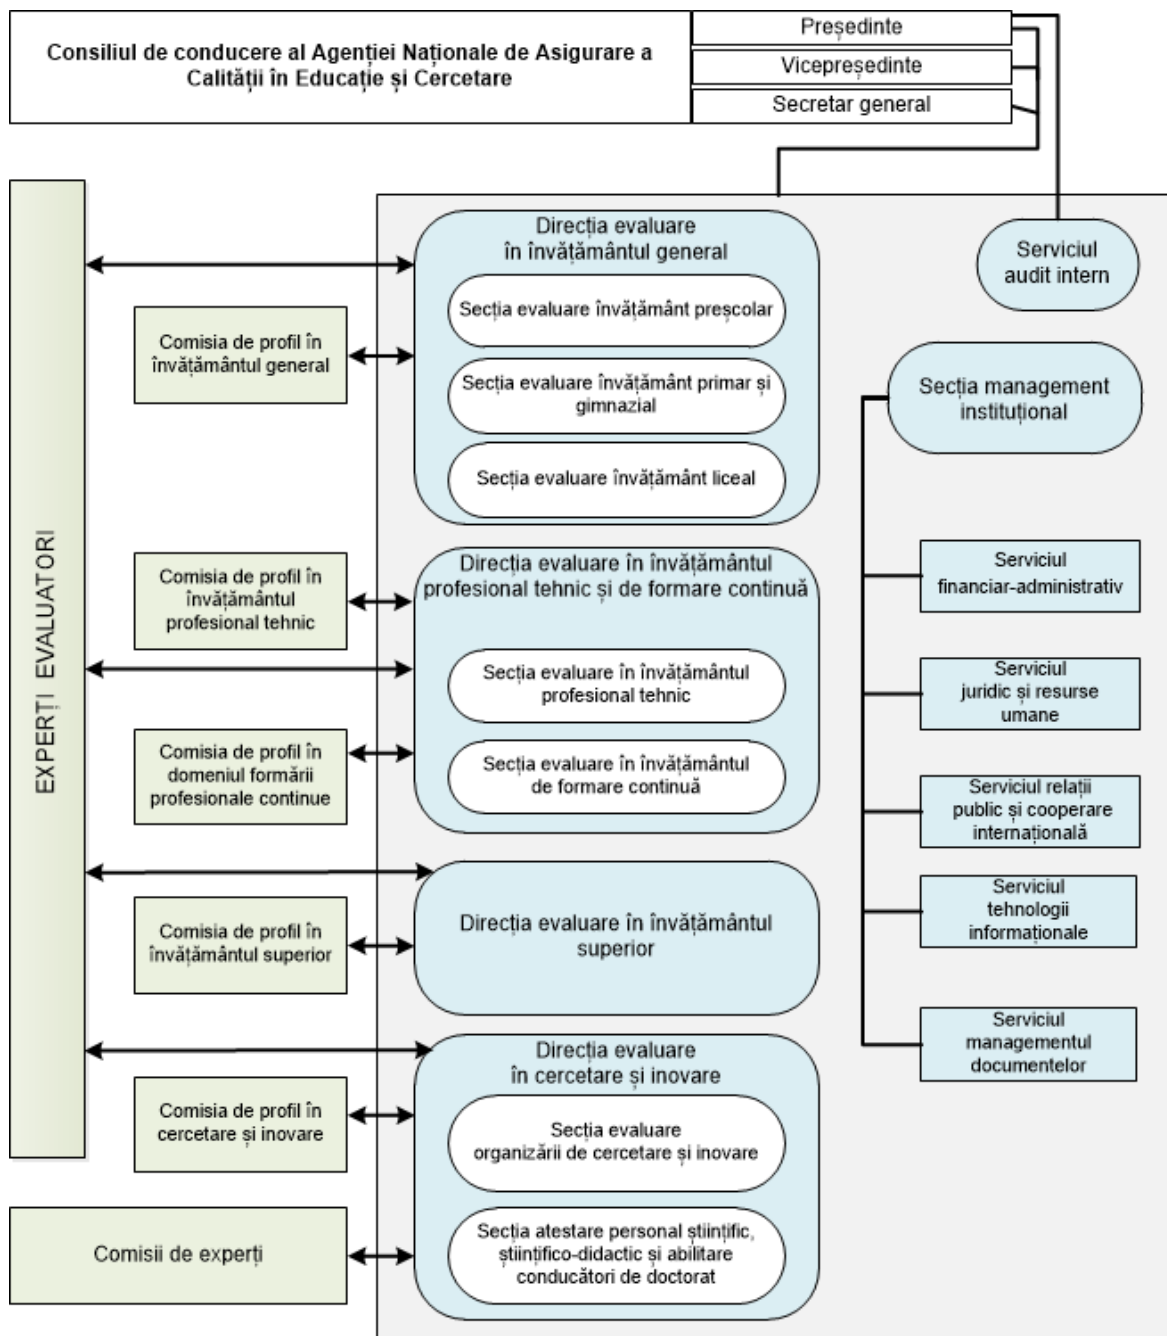 Consiliul de conducere al Agenției Naționale de Asigurare a
Calității în Educație și Cercetare
Președinte
Vicepreședinte
Secretar general
EXPERȚI EVALUATORI
Comisia de profil în
învățământul general
Comisia de profil în
învățământul
profesional tehnic
Comisia de profil în
domeniul formării
profesionale continue
Comisia de profil în
învățământul superior
Comisia de profil în
cercetare și inovare
Comisii de experți
Direcția evaluare
în învățământul general
Secția evaluare învățământ preșcolar
Secția evaluare învățământ primar și
gimnazial
Secția evaluare învățământ liceal
Direcția evaluare în învățământul
profesional tehnic și de formare continuă
Secția evaluare în învățământul
profesional tehnic
Secția evaluare în învățământul
de formare continuă
Direcția evaluare în învățământul
superior
Direcția evaluare
în cercetare și inovare
Secția evaluare
organizării de cercetare și inovare
Secția atestare personal științific,
științifico-didactic și abilitare
conducători de doctorat
Serviciul
audit intern
Secția management
instituțional
Serviciul
financiar-administrativ
Serviciul
juridic și resurse
umane
Serviciul relații
public și cooperare
internațională
Serviciul
tehnologii
informaționale
Serviciul
managementul
documentelor